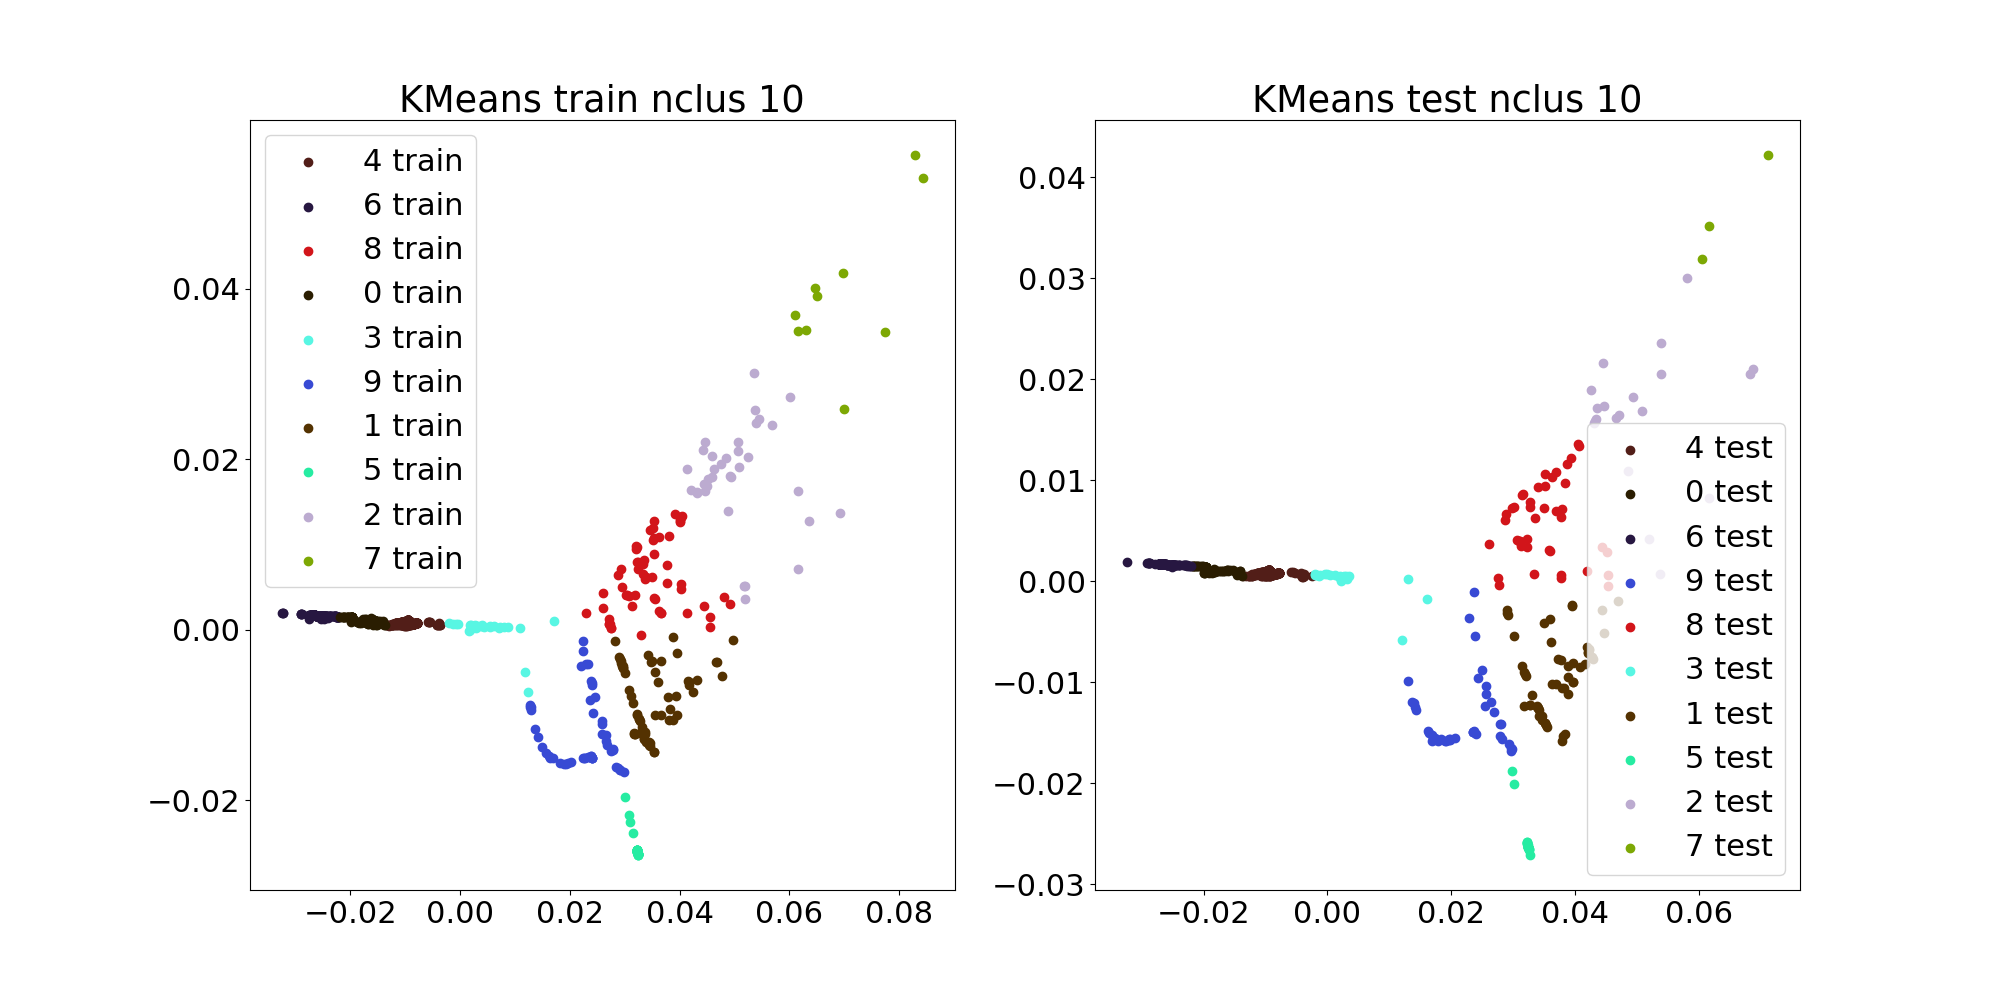 KMeans train nclus 10
4 train
6 train
8 train
0 train
3 train
9 train
1 train
5 train
2 train
7 train
0.04
0.02
0.00
−0.02
−0.02 0.00 0.02 0.04 0.06 0.08
KMeans test nclus 10
0.04
0.03
0.02
0.01
0.00
−0.01
−0.02
−0.03
4 test
0 test
6 test
9 test
8 test
3 test
1 test
5 test
2 test
7 test
−0.02 0.00 0.02 0.04 0.06